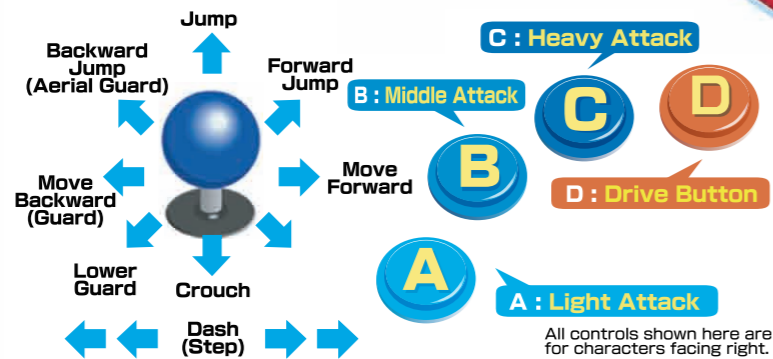 Jump
Backward
Jump
(Aerial Guard)
Forward
Jump
Move
Backward
(Guard)
Move
Forward
Lower
Guard
Crouch
Dash
(Step)
C : Heavy Attack
B : Middle Attack
C
D
B
D : Drive Button
A
A : Light Attack
All controls shown here are
for characters facing right.